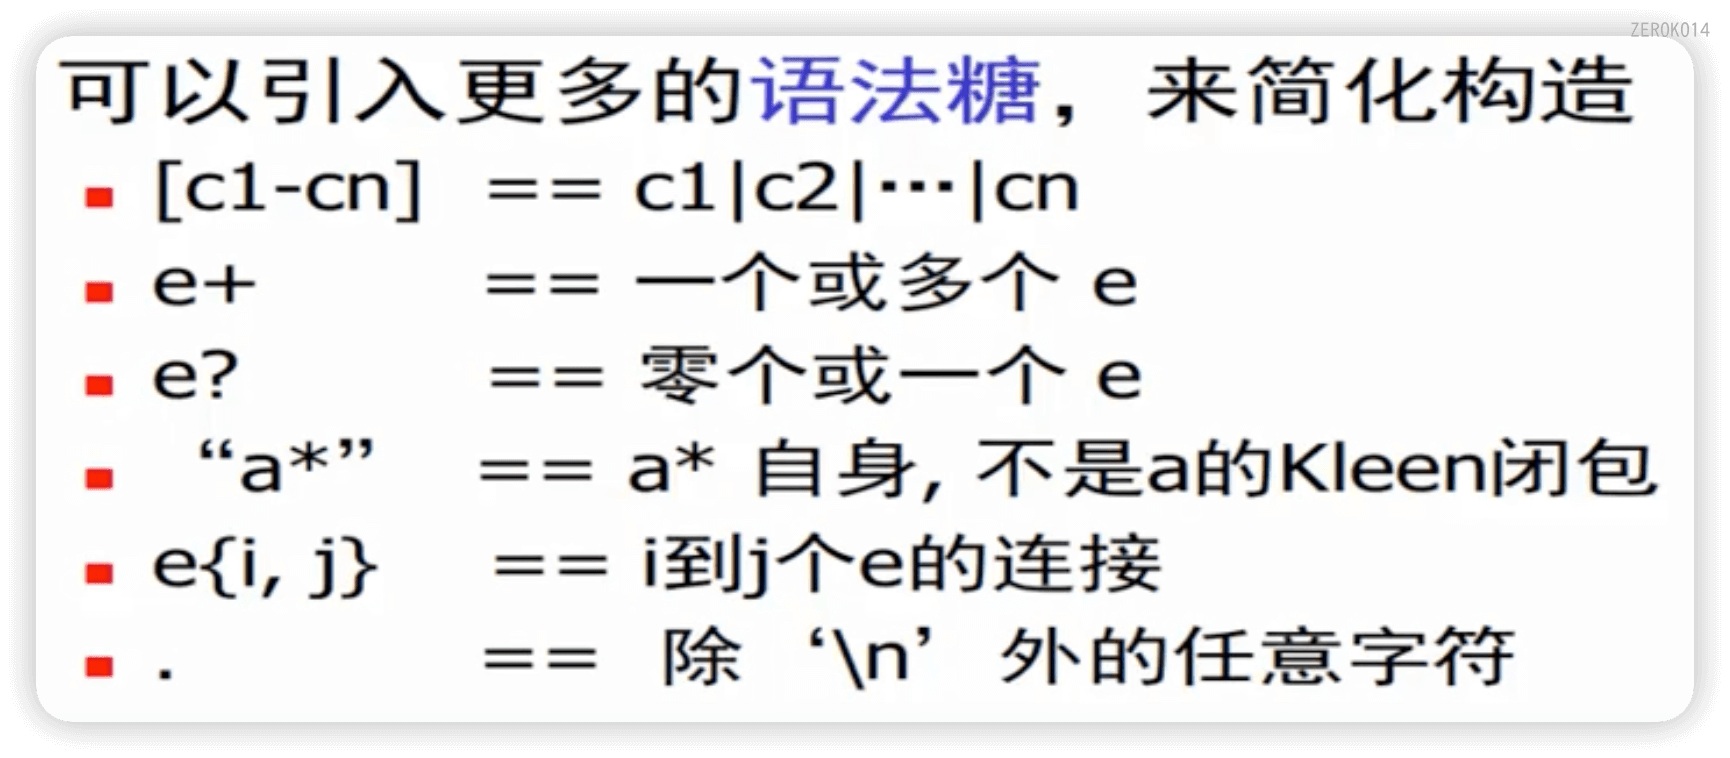 ZEROK014
可以引入更多的语法糖，来简化构造
[c1-cn] == c1|c2|…|cn
e+ == 一个或多个 e
e? == 零个或一个 e
“a*” == a* 自身, 不是a的Kleen闭包
e{i, j} == i到j个e的连接
. == 除‘\n’外的任意字符